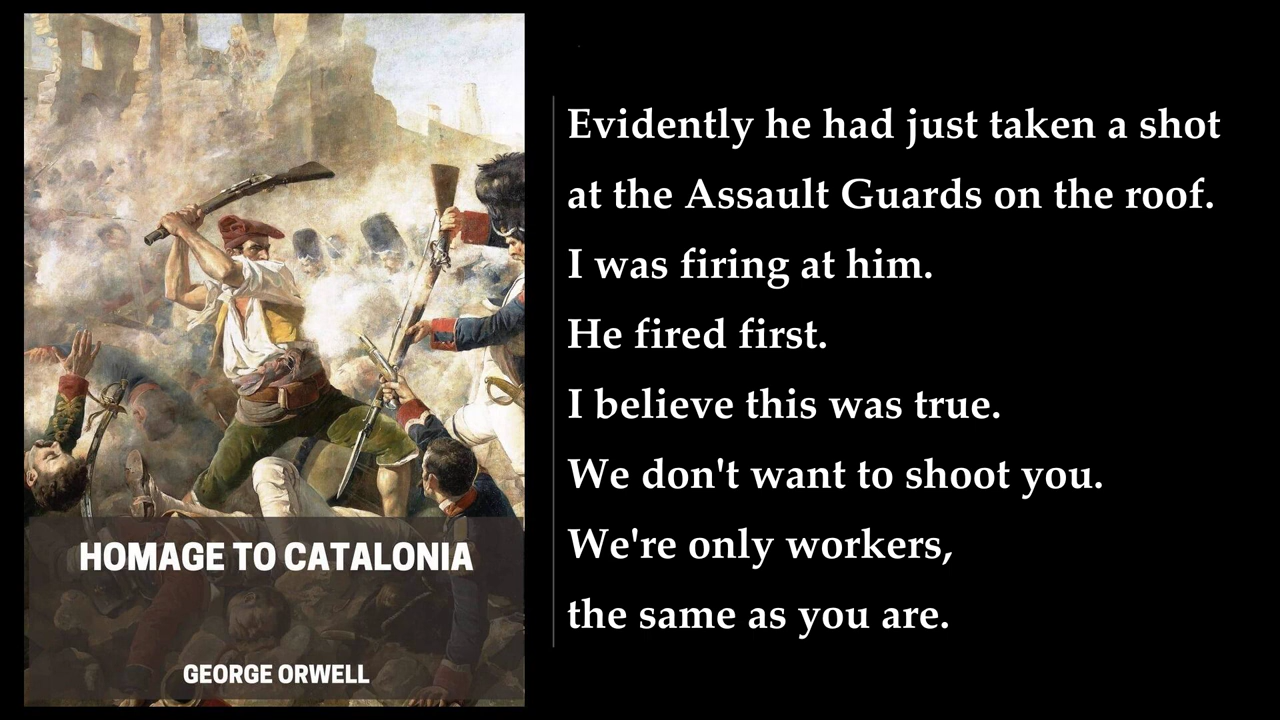 HOMAGE TO CATALONIA
GEORGE ORWELL
Evidently he had just taken a shot
at the Assault Guards on the roof.
I was firing at him.
He fired first.
I believe this was true.
We don't want to shoot you.
We're only workers,
the same as you are.